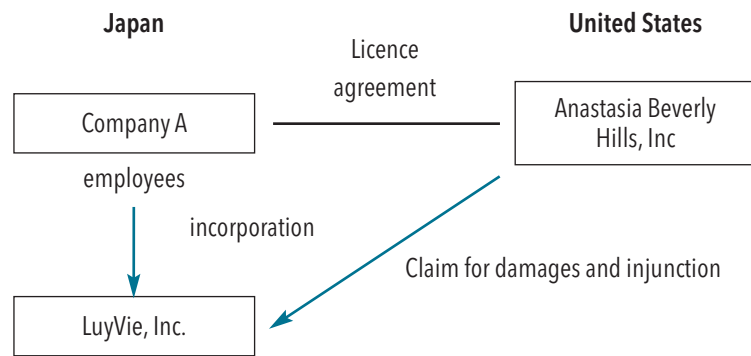 Japan
United States
Licence
agreement
Company A
Anastasia Beverly
Hills, Inc
employees
incorporation
Claim for damages and injunction
LuyVie, Inc.